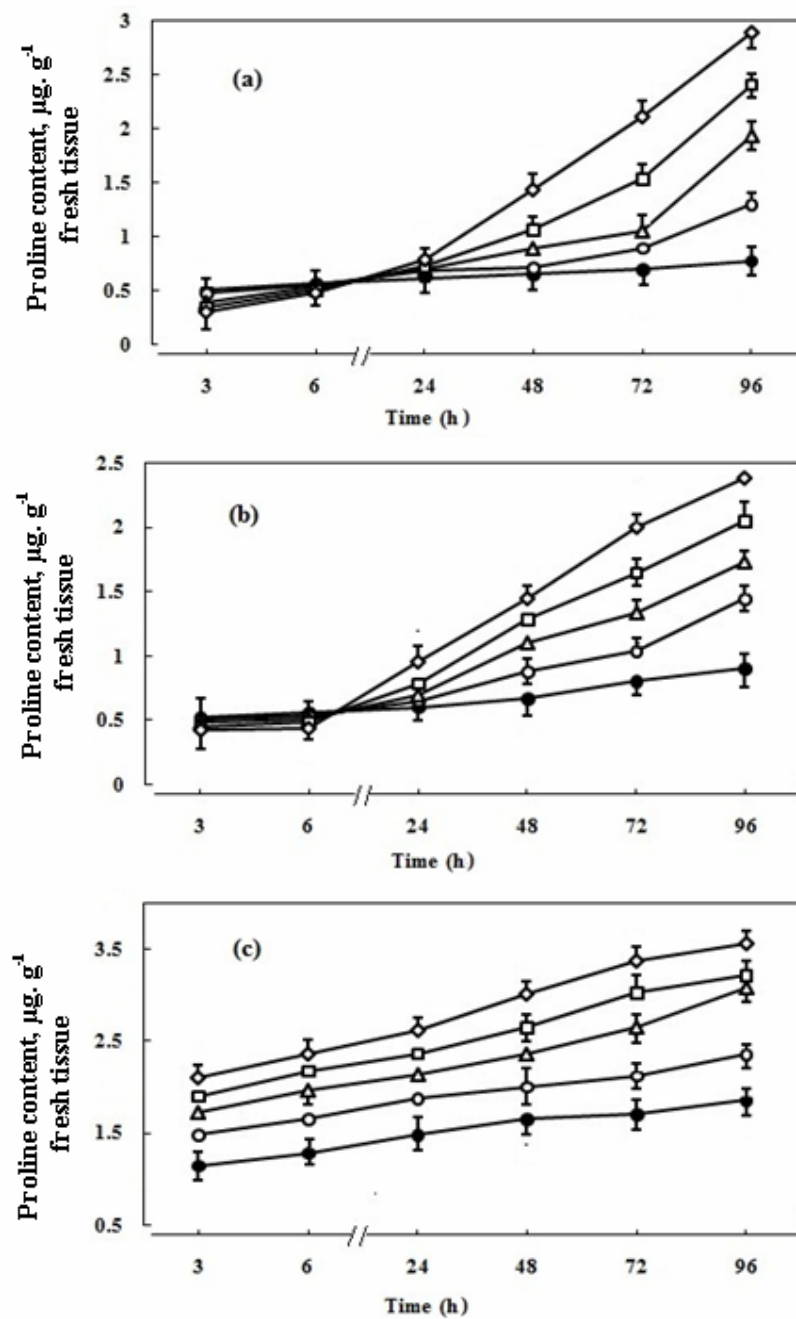 Proline content, µg. g-1
fresh tissue
(a)
3
2.5
2
1.5
1
0.5
0
3 6 // 24 48 72 96
Time (h)
Proline content, µg. g-1
fresh tissue
(b)
2.5
2
1.5
1
0.5
0
3 6 // 24 48 72 96
Time (h)
Proline content, µg. g-1
fresh tissue
(c)
3.5
2.5
1.5
0.5
3 6 // 24 48 72 96
Time (h)